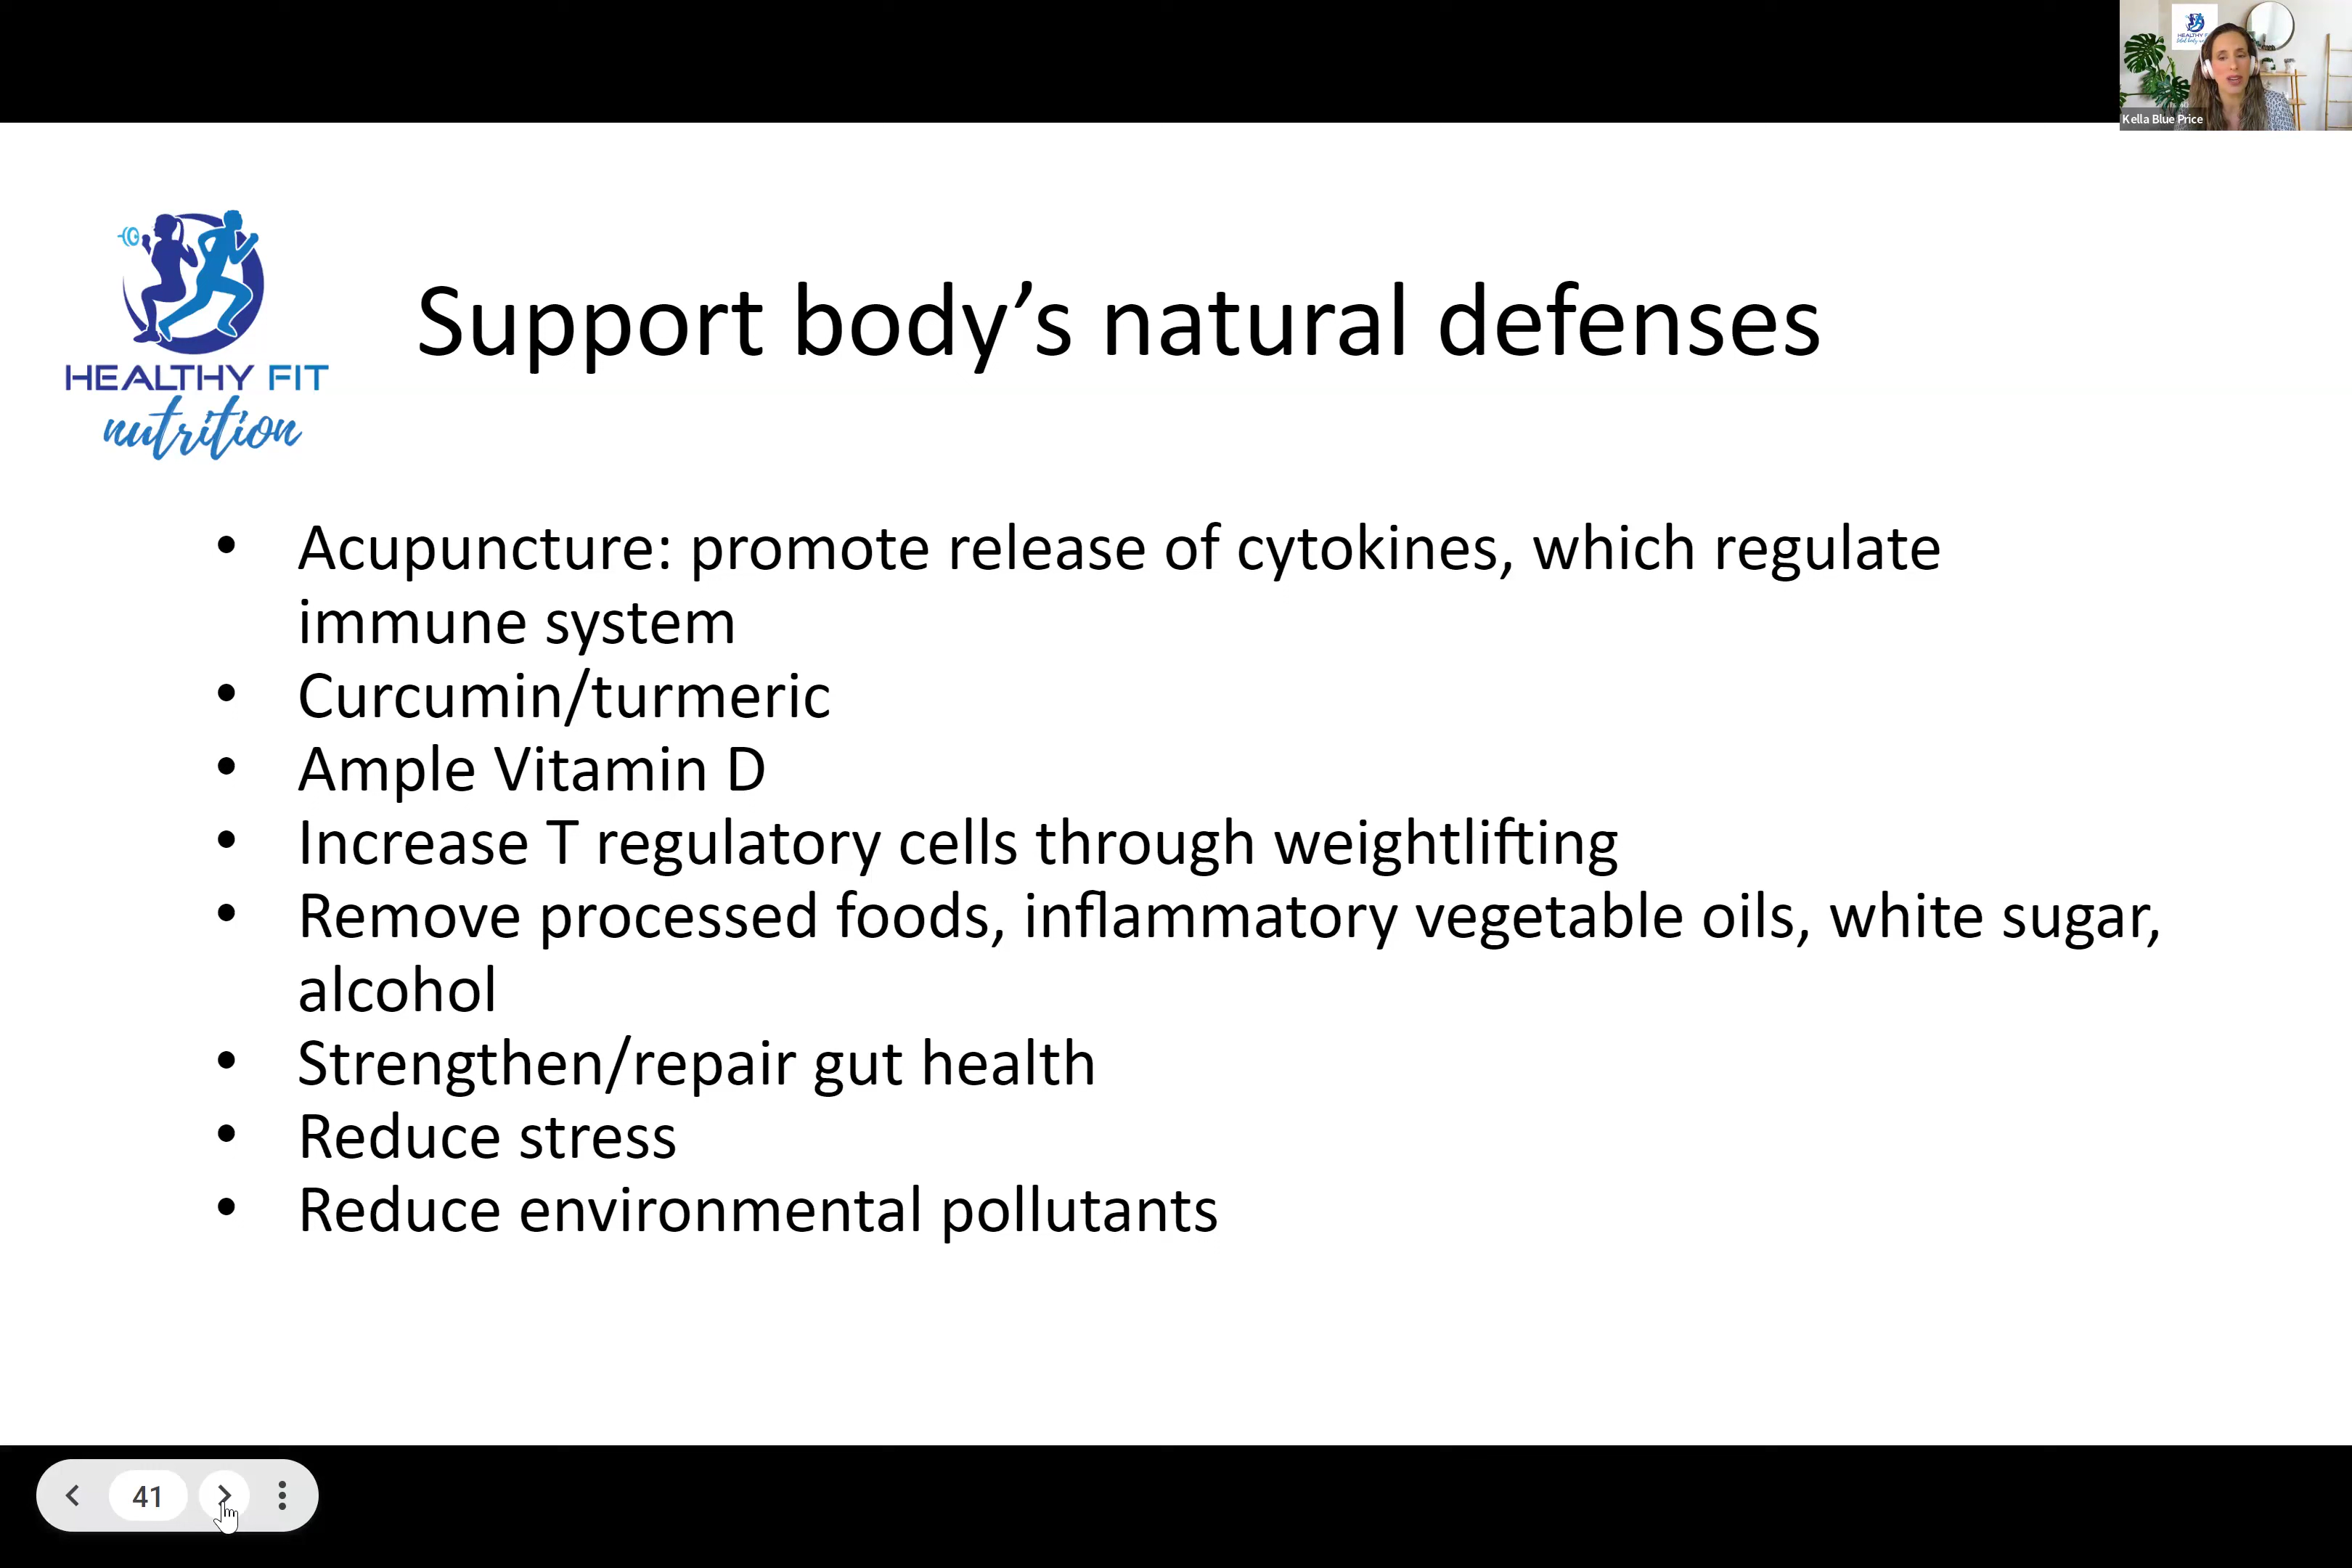 Kella Blue Price
HEALTHY FIT
nutrition
Support body’s natural defenses
• Acupuncture: promote release of cytokines, which regulate
immune system
• Curcumin/turmeric
• Ample Vitamin D
• Increase T regulatory cells through weightlifting
• Remove processed foods, inflammatory vegetable oils, white sugar,
alcohol
• Strengthen/repair gut health
• Reduce stress
• Reduce environmental pollutants
41